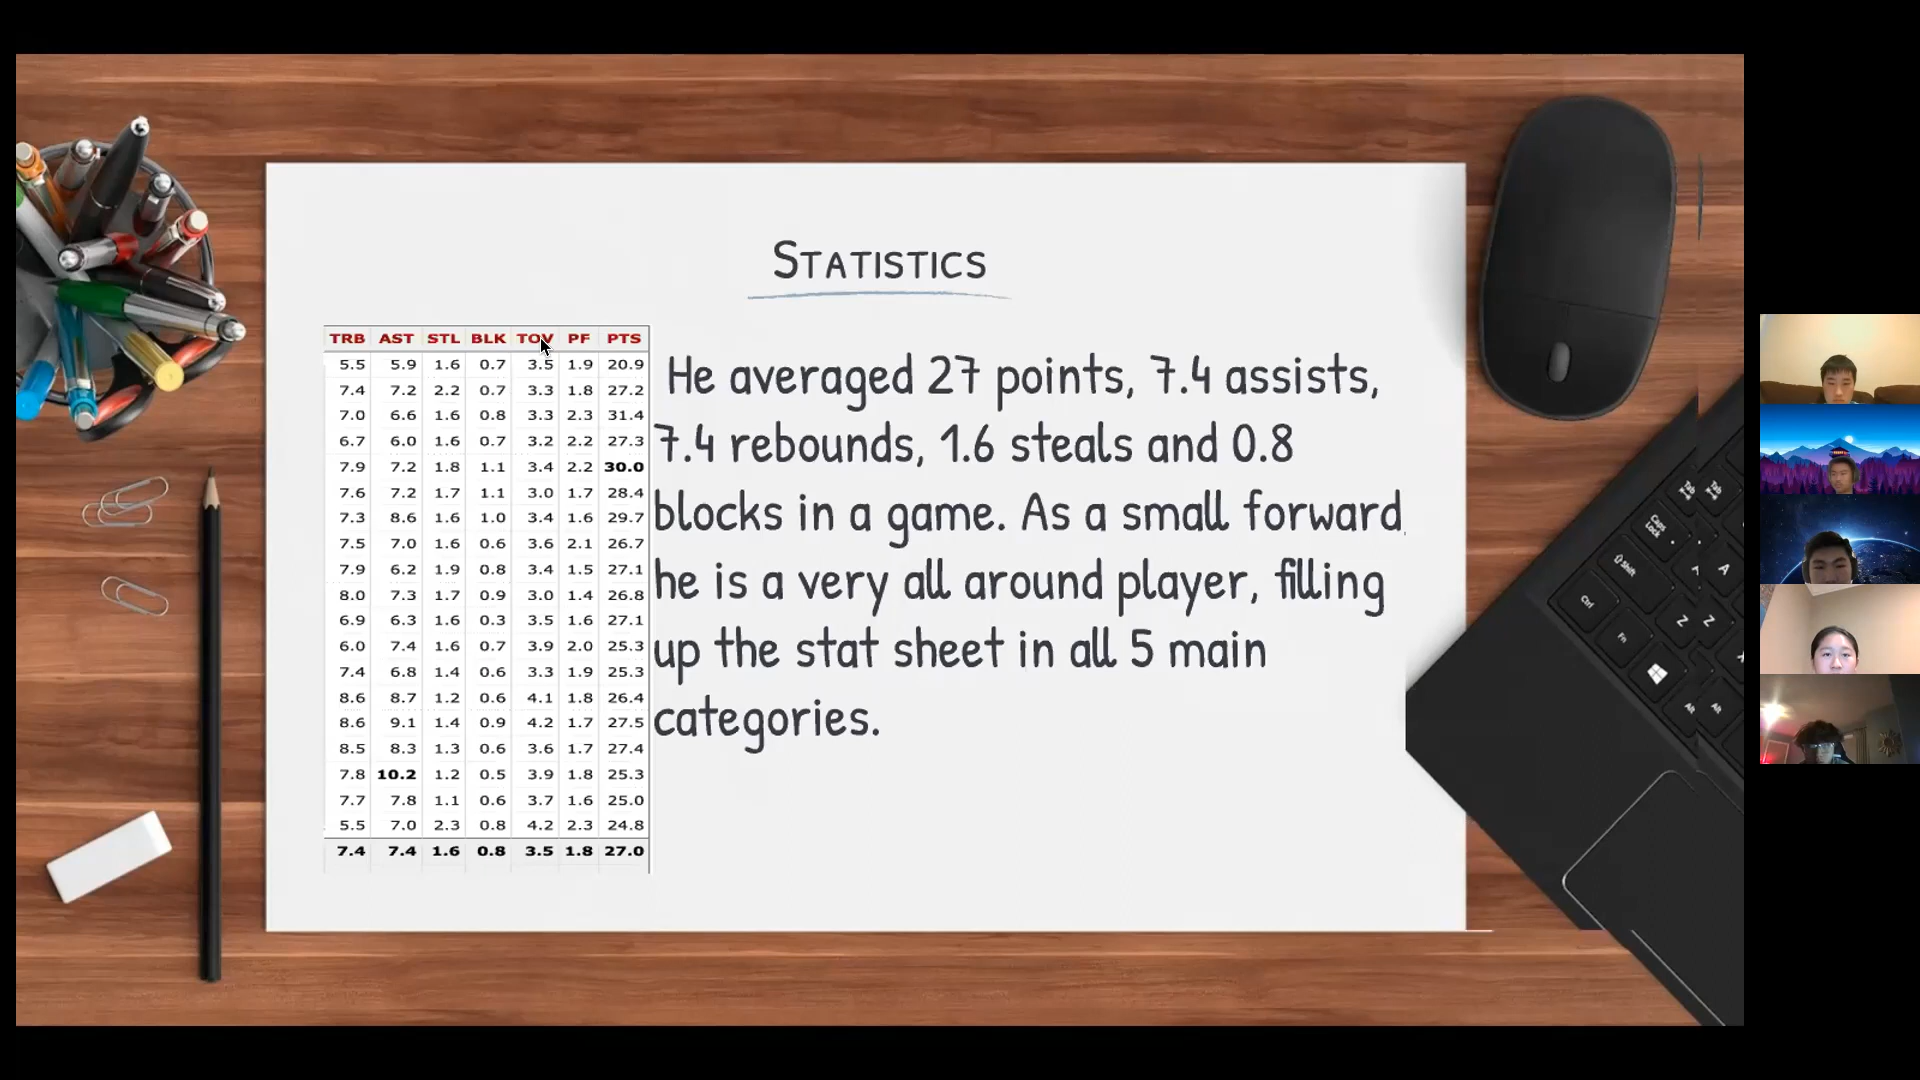 Statistics
TRB AST STL BLK TOV PF PTS
5.5 5.9 1.6 0.7 3.5 1.9 20.9
7.4 7.2 2.2 0.7 3.3 1.8 27.2
7.0 6.6 1.6 0.8 3.3 2.3 31.4
6.7 6.0 1.6 0.7 3.2 2.2 27.3
7.9 7.2 1.8 1.1 3.4 2.2 30.0
7.6 7.2 1.7 1.1 3.0 1.7 28.4
7.3 8.6 1.6 1.0 3.4 1.6 29.7
7.5 7.0 1.6 0.6 3.6 2.1 26.7
7.9 6.2 1.9 0.8 3.4 1.5 27.1
8.0 7.3 1.7 0.9 3.0 1.4 26.8
6.9 6.3 1.6 0.3 3.5 1.6 27.1
6.0 7.4 1.6 0.7 3.9 2.0 25.3
7.4 6.8 1.4 0.6 3.3 1.9 25.3
8.6 8.7 1.2 0.6 4.1 1.8 26.4
8.6 9.1 1.4 0.9 4.2 1.7 27.5
8.5 8.3 1.3 0.6 3.6 1.7 27.4
7.8 10.2 1.2 0.5 3.9 1.8 25.3
7.7 7.8 1.1 0.6 3.7 1.6 25.0
5.5 7.0 2.3 0.8 4.2 2.3 24.8
7.4 7.4 1.6 0.8 3.5 1.8 27.0
He averaged 27 points, 7.4 assists,
7.4 rebounds, 1.6 steals and 0.8
blocks in a game. As a small forward,
he is a very all around player, filling
up the stat sheet in all 5 main
categories.
Tab Tab
Caps Lock
Shift A
Ctrl Fn Z Z
Alt Alt